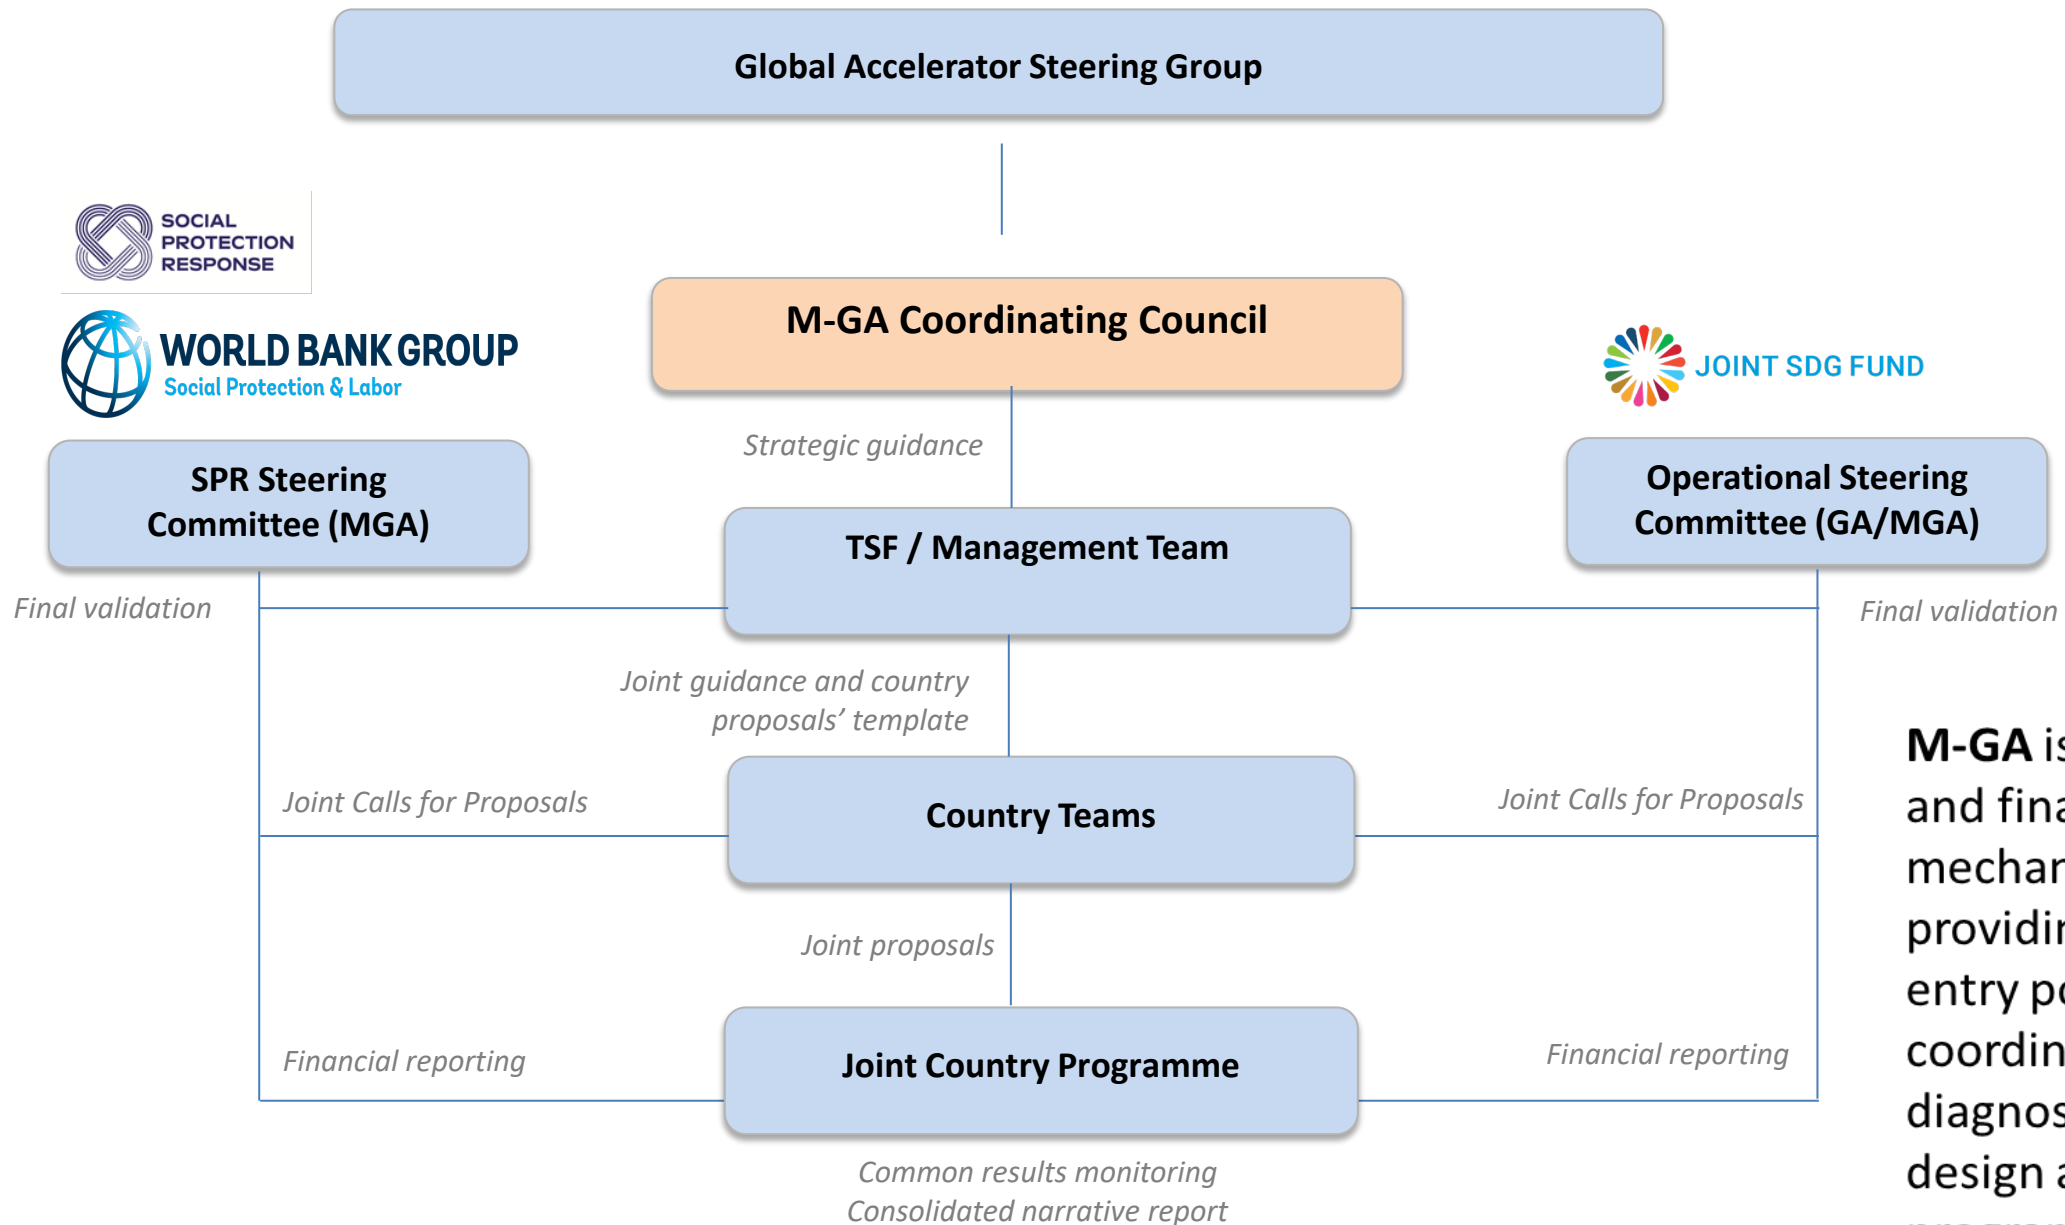 Global Accelerator Steering Group
SOCIAL
PROTECTION
RESPONSE
WORLD BANK GROUP
Social Protection & Labor
M-GA Coordinating Council
JOINT SDG FUND
Strategic guidance
SPR Steering
Committee (MGA)
Operational Steering
Committee (GA/MGA)
TSF / Management Team
Final validation
Final validation
Joint guidance and country
proposals’ template
Joint Calls for Proposals
Country Teams
Joint Calls for Proposals
Joint proposals
Financial reporting
Joint Country Programme
Financial reporting
Common results monitoring
Consolidated narrative report
M-GA is
and fina
mechan
providin
entry po
coordin
diagnos
design a